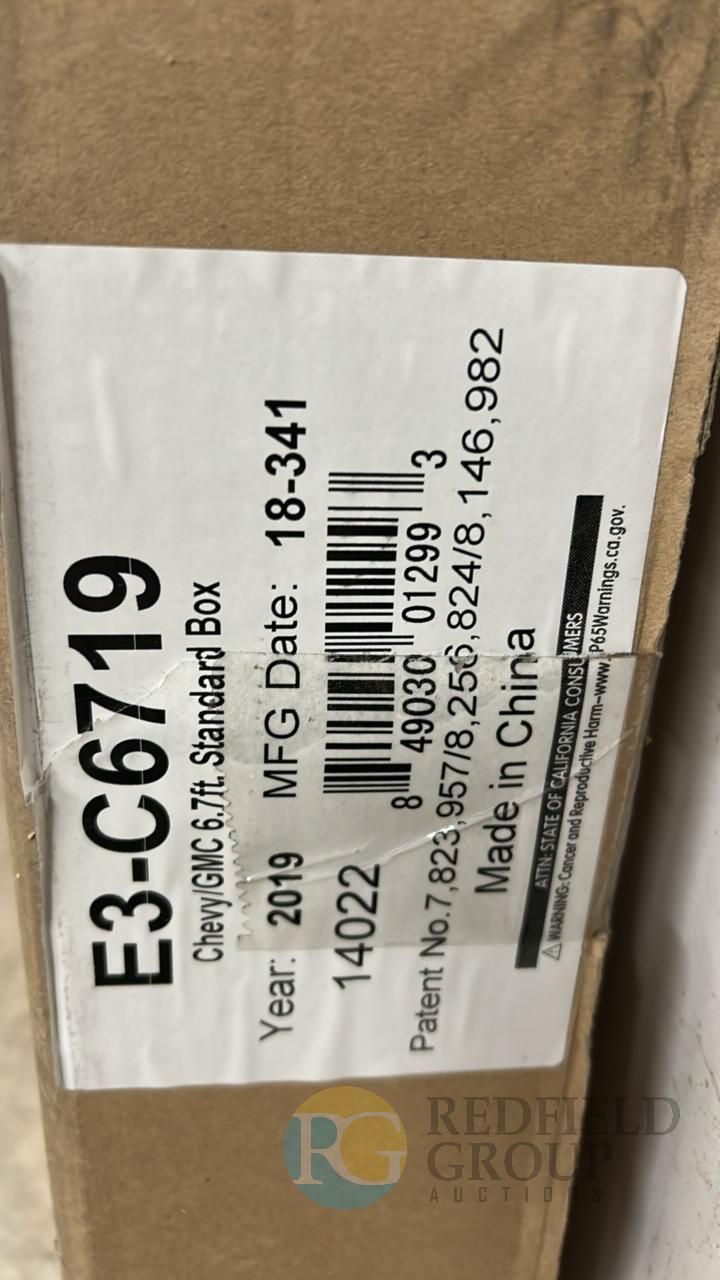 E3-C6719
Chevy/GMC 6.7ft. Standard Box
Year: 2019 MFG Date: 18-341
14022
8 49030 01299 3
Patent No.7,823,957/8,256,824/8,146,982
Made in China
ATTN: STATE OF CALIFORNIA CONSUMERS
⚠ WARNING: Cancer and Reproductive Harm-www.P65Warnings.ca.gov.
RG REDFIELD
GROUP
AUCTIONS